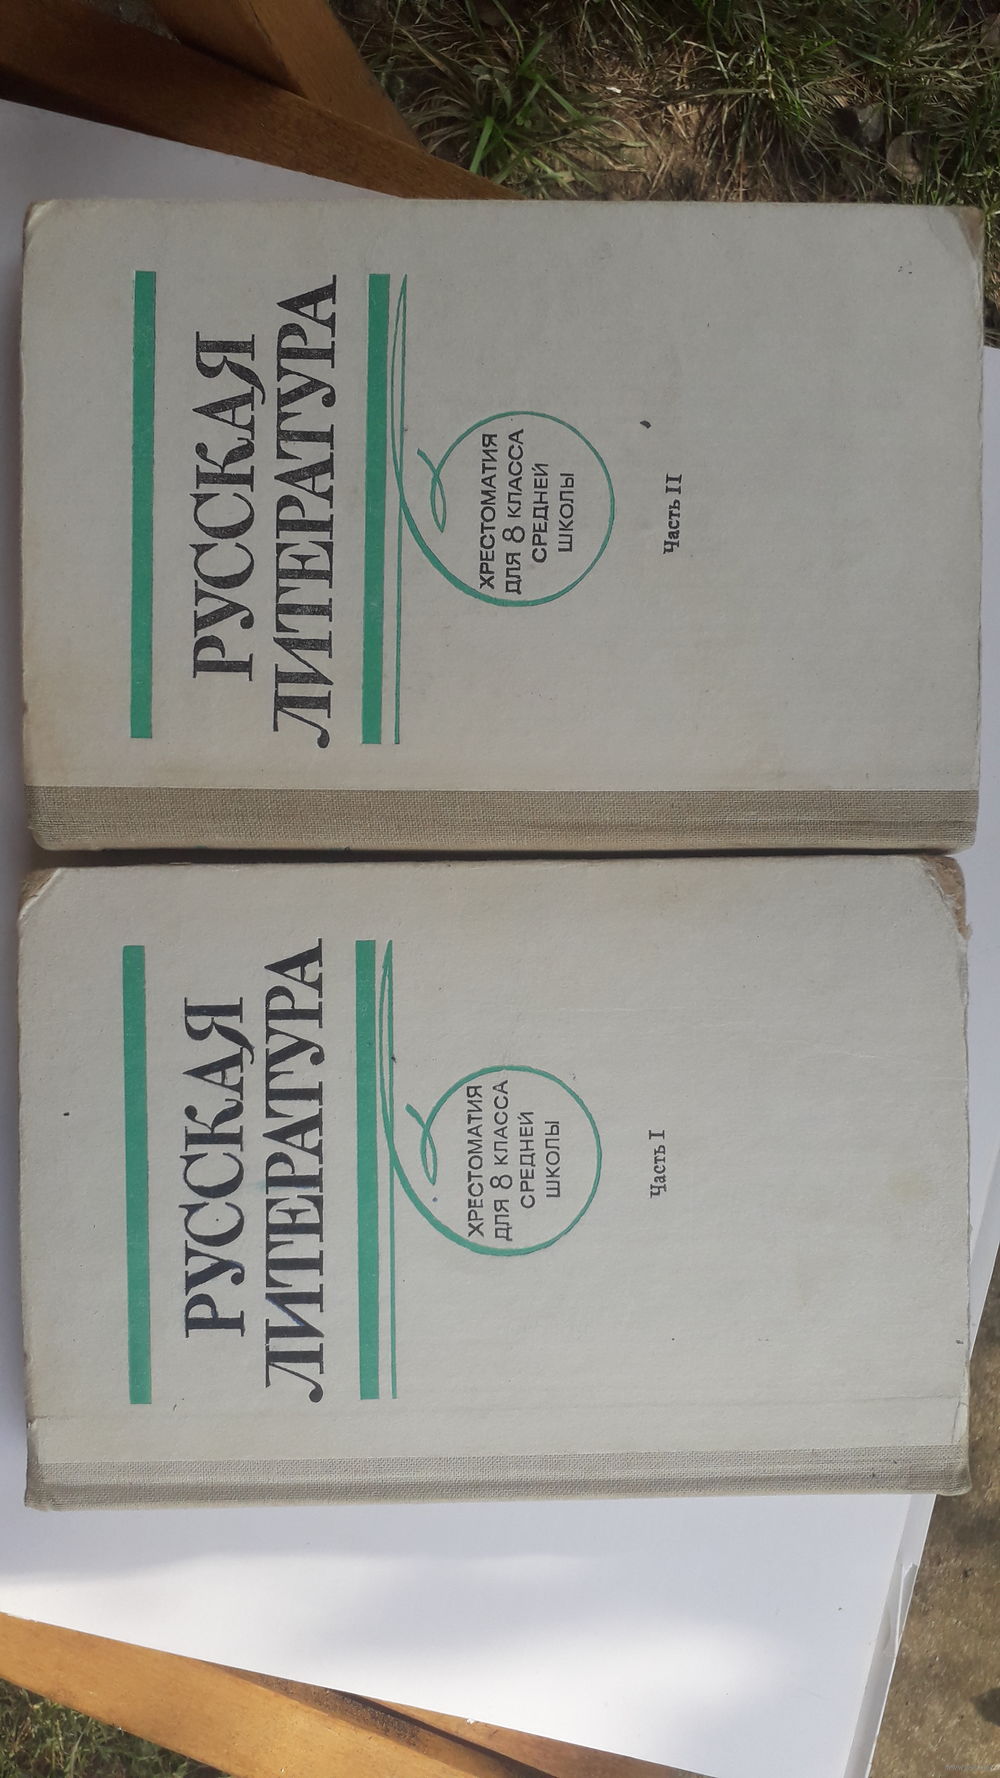 РУССКАЯ
ЛИТЕРАТУРА
ХРЕСТОМАТИЯ
ДЛЯ 8 КЛАССА
СРЕДНЕЙ
ШКОЛЫ
Часть I
РУССКАЯ
ЛИТЕРАТУРА
ХРЕСТОМАТИЯ
ДЛЯ 8 КЛАССА
СРЕДНЕЙ
ШКОЛЫ
Часть II